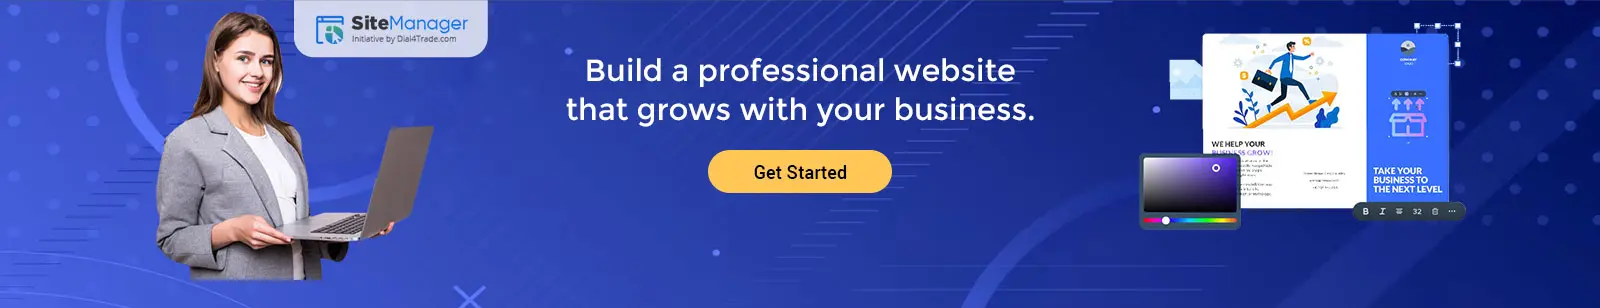 SiteManager
Initiative by Dial4Trade.com
Build a professional website
that grows with your business.
Get Started
WE HELP YOUR
BUSINESS GROW!
TAKE YOUR
BUSINESS TO
THE NEXT LEVEL
B I 32